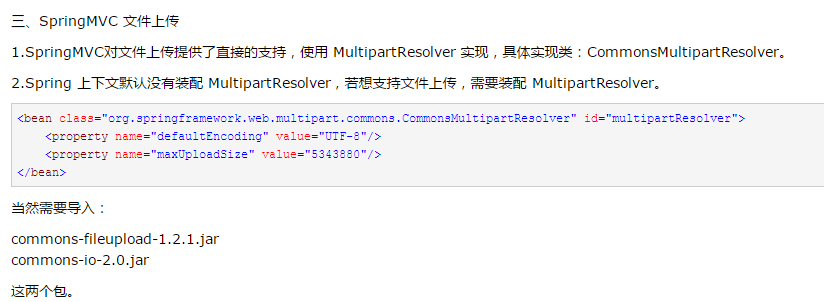 三、SpringMVC 文件上传
1.SpringMVC对文件上传提供了直接的支持，使用 MultipartResolver 实现，具体实现类：CommonsMultipartResolver。
2.Spring 上下文默认没有装配 MultipartResolver，若想支持文件上传，需要装配 MultipartResolver。
<bean class="org.springframework.web.multipart.commons.CommonsMultipartResolver" id="multipartResolver">
    <property name="defaultEncoding" value="UTF-8"/>
    <property name="maxUploadSize" value="5343880"/>
</bean>
当然需要导入：
commons-fileupload-1.2.1.jar
commons-io-2.0.jar
这两个包。